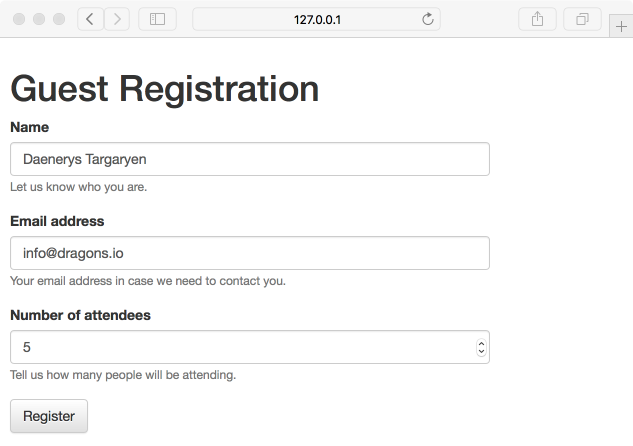 127.0.0.1
Guest Registration
Name
Daenerys Targaryen
Let us know who you are.
Email address
info@dragons.io
Your email address in case we need to contact you.
Number of attendees
5
Tell us how many people will be attending.
Register